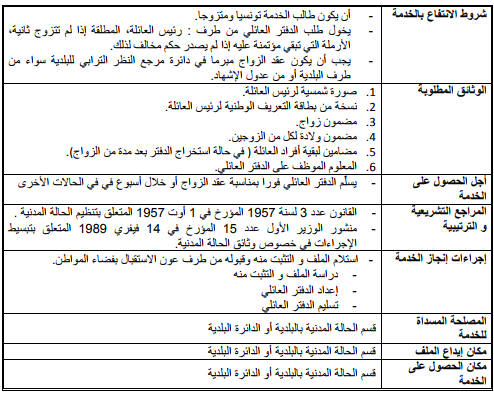 شروط الانتفاع بالخدمة
- أن يكون طالب الخدمة تونسيا ومتزوجا.
- يخول طلب الدفتر العائلي من طرف : رئيس العائلة، المطلقة إذا لم تتزوج ثانية،
الأرملة التي تبقي مؤتمنة عليه إذا لم يصدر حكم مخالف لذلك.
- يجب أن يكون عقد الزواج مبرما في دائرة مرجع النظر الترابي للبلدية سواء من
طرف البلدية أو من عدول الإشهاد.
الوثائق المطلوبة
1. صورة شمسية لرئيس العائلة.
2. نسخة من بطاقة التعريف الوطنية لرئيس العائلة.
3. مضمون زواج.
4. مضمون ولادة لكل من الزوجين.
5. مضامين لبقية أفراد العائلة ( في حالة استخراج الدفتر بعد مدة من الزواج).
6. المعلوم الموظف على الدفتر العائلي.
أجل الحصول على
الخدمة
- يسلّم الدفتر العائلي فورا بمناسبة عقد الزواج أو خلال أسبوع في في الحالات الأخرى
المراجع التشريعية
و الترتيبية
- القانون عدد 3 لسنة 1957 المؤرخ في 1 أوت 1957 المتعلق بتنظيم الحالة المدنية .
- منشور الوزير الأول عدد 15 المؤرخ في 14 فيفري 1989 المتعلق بتبسيط
الإجراءات في خصوص وثائق الحالة المدنية.
إجراءات إنجاز الخدمة
- استلام الملف و التثبت منه وقبوله من طرف عون الاستقبال بفضاء المواطن.
- دراسة الملف و التثبت منه
- إعداد الدفتر العائلي
- تسليم الدفتر العائلي
المصلحة المسداة
للخدمة
قسم الحالة المدنية بالبلدية أو الدائرة البلدية
مكان إيداع الملف
قسم الحالة المدنية بالبلدية أو الدائرة البلدية
مكان الحصول على
الخدمة
قسم الحالة المدنية بالبلدية أو الدائرة البلدية